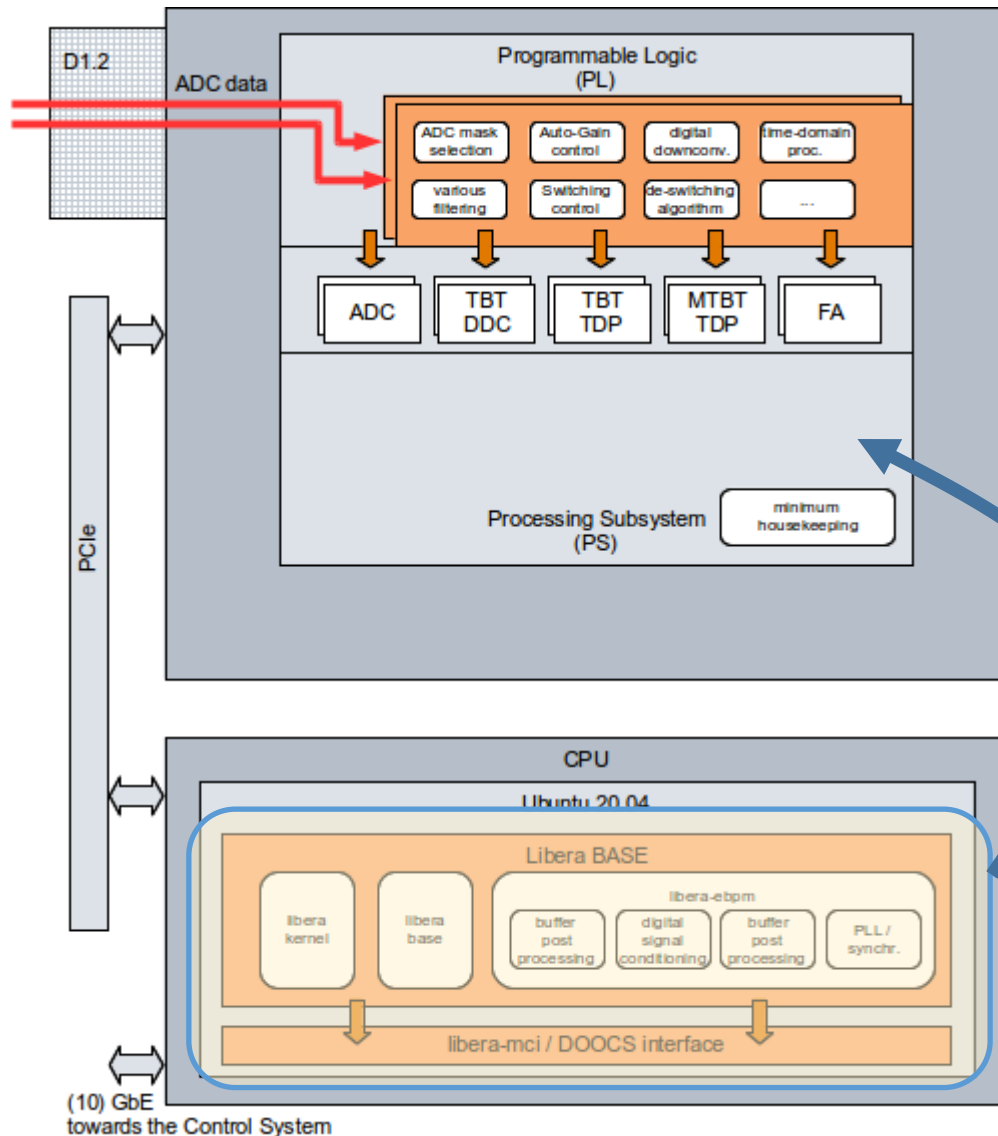 D1.2
ADC data
Programmable Logic
(PL)
ADC mask
selection
Auto-Gain
control
digital
downconv.
time-domain
proc.
various
filtering
Switching
control
de-switching
algorithm
...
ADC
TBT
DDC
TBT
TDP
MTBT
TDP
FA
Processing Subsystem
(PS)
minimum
housekeeping
PCIe
CPU
Ubuntu 20.04
Libera BASE
libera
kernel
libera
base
libera-ebpm
buffer
post
processing
digital
signal
conditioning
buffer
post
processing
PLL /
synchr.
libera-mci / DOOCS interface
(10) GbE
towards the Control System